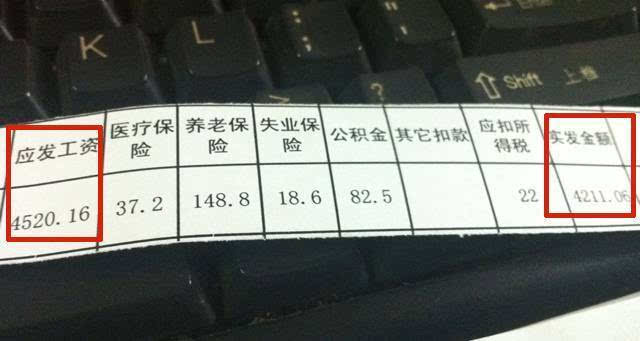 K
L
:
;
"
'
?
Shift 上档
应发工资 医疗保险 养老保险 失业保险 公积金 其它扣款 应扣所得税 实发金额
4520.16 37.2 148.8 18.6 82.5 22 4211.06